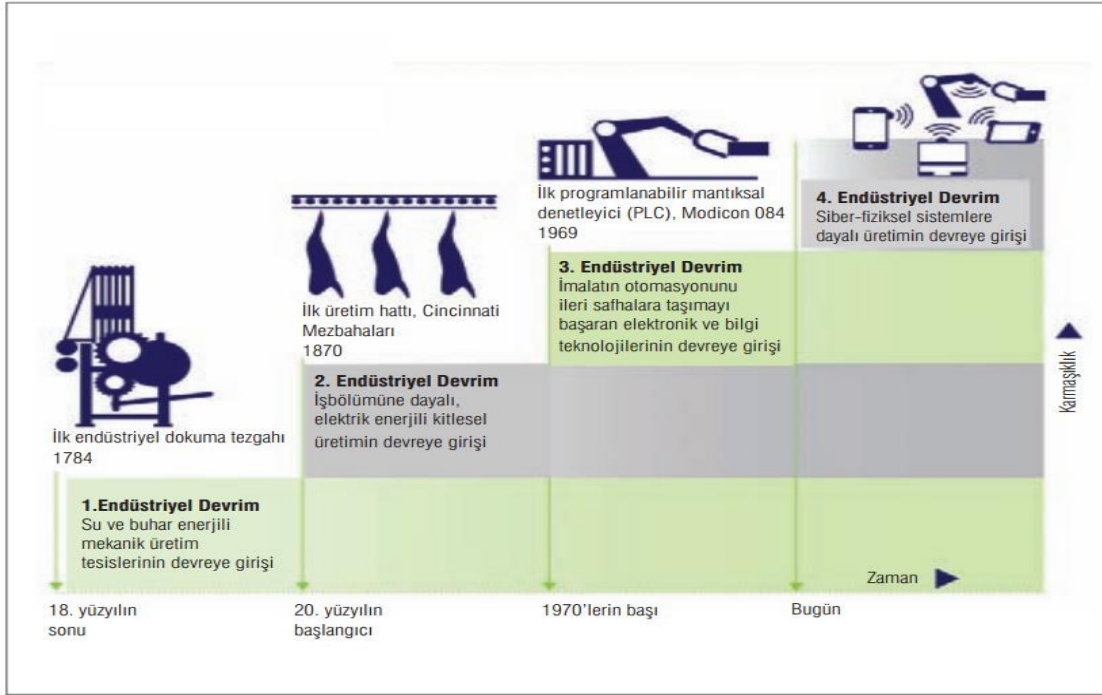 İlk endüstriyel dokuma tezgahı
1784
1.Endüstriyel Devrim
Su ve buhar enerjili
mekanik üretim
tesislerinin devreye girişi
18. yüzyılın
sonu
İlk üretim hattı, Cincinnati
Mezbahaları
1870
2. Endüstriyel Devrim
İşbölümüne dayalı,
elektrik enerjili kitlesel
üretimin devreye girişi
20. yüzyılın
başlangıcı
İlk programlanabilir mantıksal
denetleyici (PLC), Modicon 084
1969
3. Endüstriyel Devrim
İmalatın otomasyonunu
ileri safhalara taşımayı
başaran elektronik ve bilgi
teknolojilerinin devreye girişi
1970'lerin başı
4. Endüstriyel Devrim
Siber-fiziksel sistemlere
dayalı üretimin devreye girişi
Bugün
Zaman
Karmaşıklık